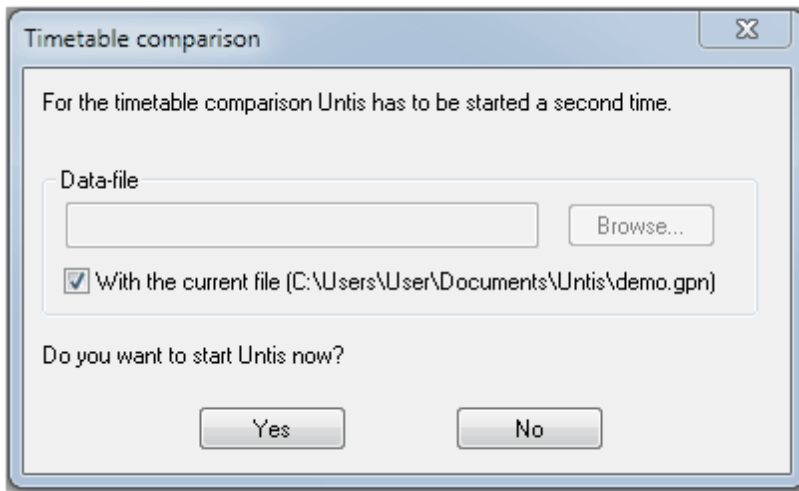 Timetable comparison
For the timetable comparison Untis has to be started a second time.
Data-file
Browse...
With the current file (C:\Users\User\Documents\Untis\demo.gpn)
Do you want to start Untis now?
Yes No